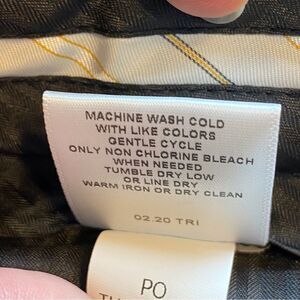 MACHINE WASH COLD
WITH LIKE COLORS
GENTLE CYCLE
ONLY NON CHLORINE BLEACH
WHEN NEEDED
TUMBLE DRY LOW
OR LINE DRY
WARM IRON OR DRY CLEAN
02.20 TRI
PO